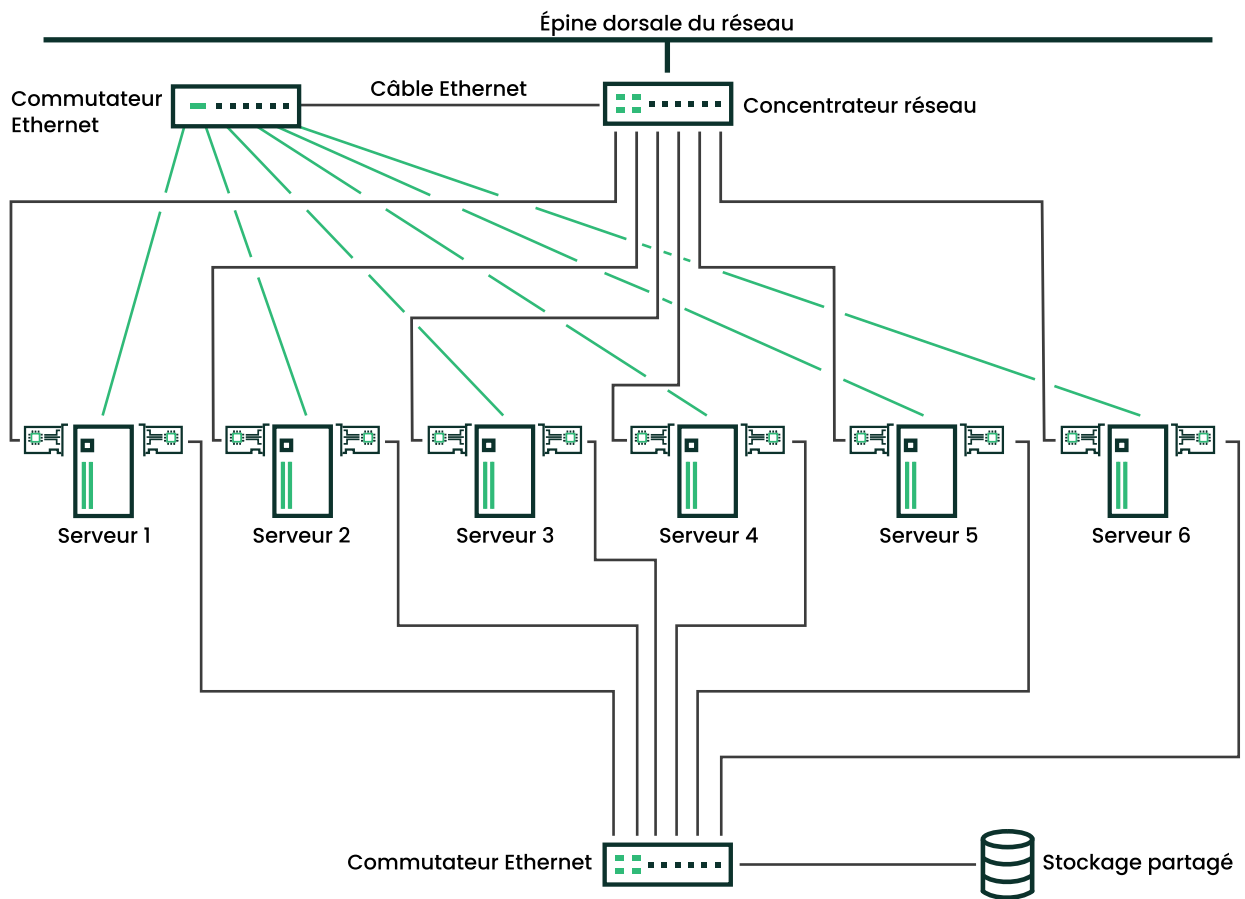 Épine dorsale du réseau
Câble Ethernet
Commutateur
Ethernet
Concentrateur réseau
Serveur 1
Serveur 2
Serveur 3
Serveur 4
Serveur 5
Serveur 6
Commutateur Ethernet
Stockage partagé